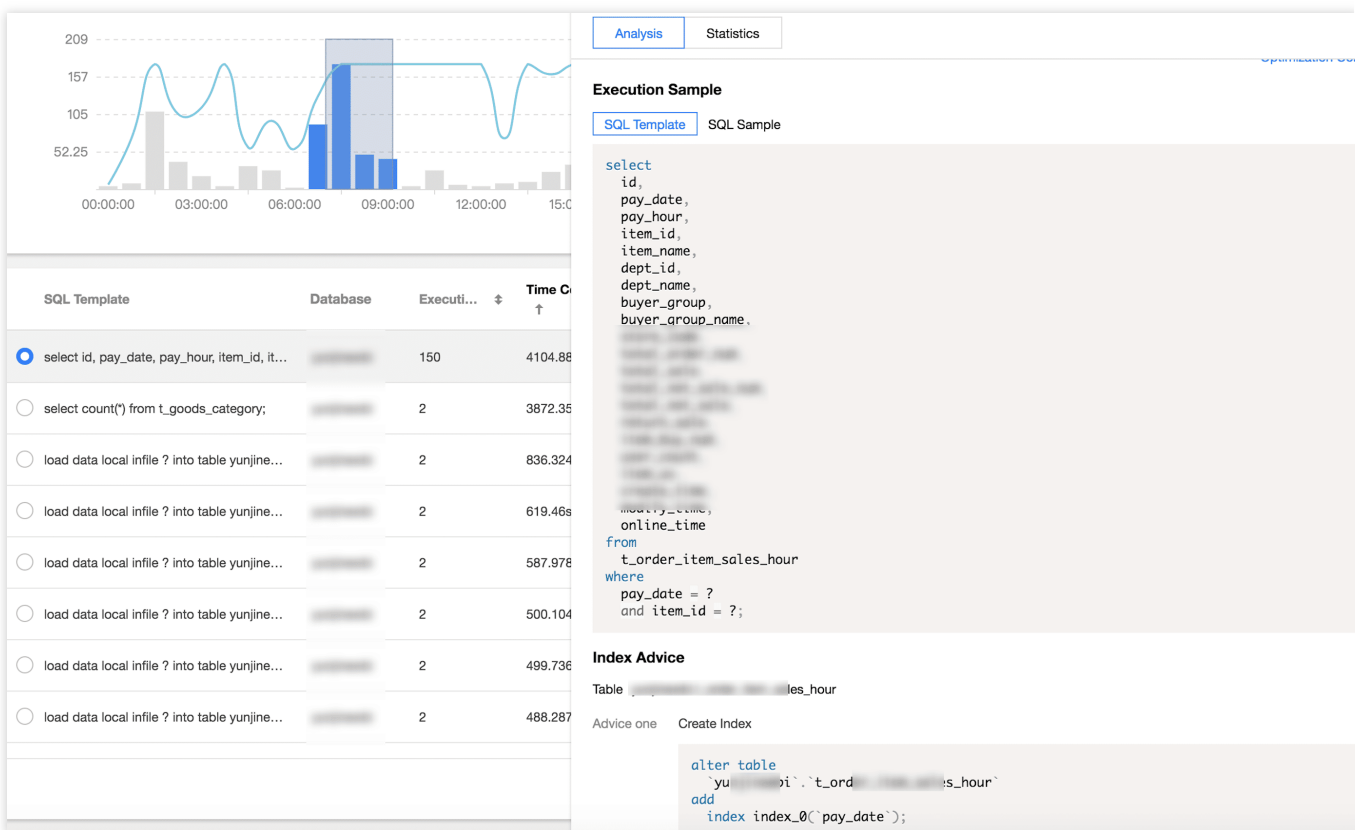 209
157
105
52.25
00:00:00 03:00:00 06:00:00 09:00:00 12:00:00 15:0
SQL Template Database Executi... Time C
select id, pay_date, pay_hour, item_id, it... 150 4104.88
select count(*) from t_goods_category; 2 3872.35
load data local infile ? into table yunjine... 2 836.324
load data local infile ? into table yunjine... 2 619.46s
load data local infile ? into table yunjine... 2 587.978
load data local infile ? into table yunjine... 2 500.104
load data local infile ? into table yunjine... 2 499.736
load data local infile ? into table yunjine... 2 488.287
Analysis Statistics
Execution Sample
SQL Template SQL Sample
select
id,
pay_date,
pay_hour,
item_id,
item_name,
dept_id,
dept_name,
buyer_group,
buyer_group_name,
online_time
from
t_order_item_sales_hour
where
pay_date = ?
and item_id = ?;
Index Advice
Table les_hour
Advice one Create Index
alter table
`yu bi`.`t_ord s_hour`
add
index index_0(`pay_date`);